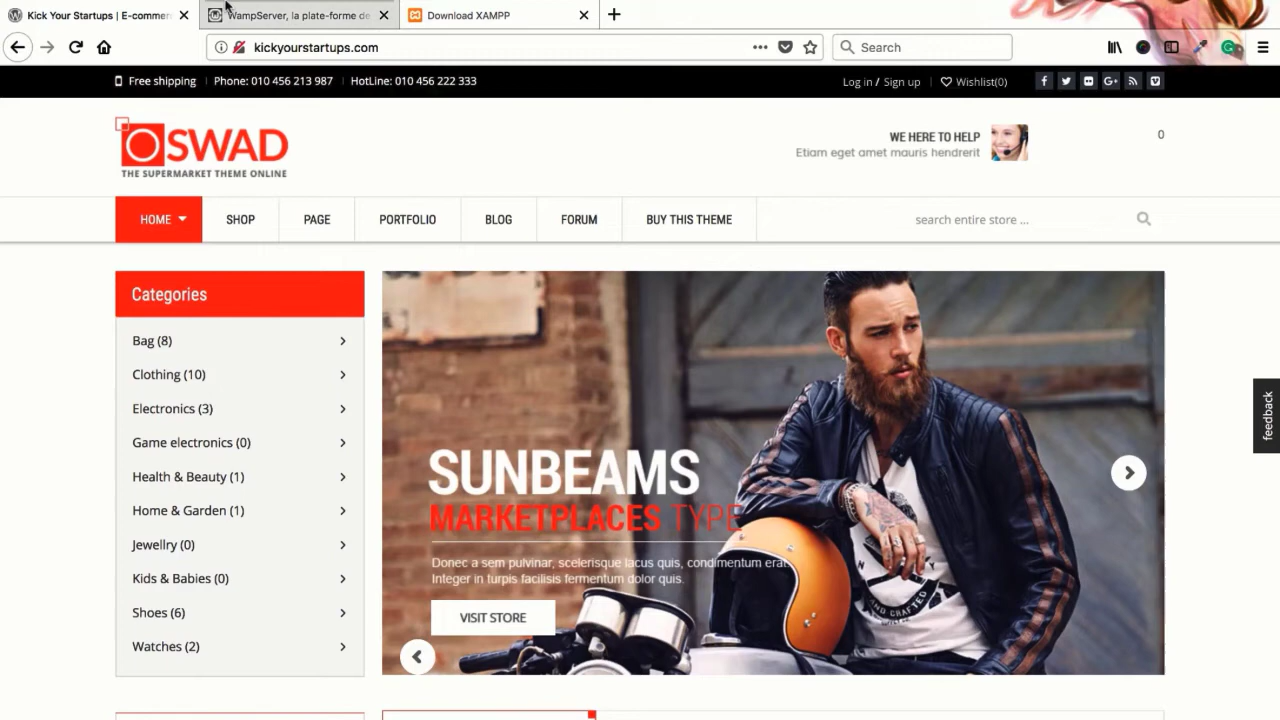 Kick Your Startups | E-commer
WampServer, la plate-forme de
Download XAMPP
kickyourstartups.com
Search
Free shipping
Phone: 010 456 213 987
HotLine: 010 456 222 333
Log in / Sign up
Wishlist(0)
OSWAD
THE SUPERMARKET THEME ONLINE
WE HERE TO HELP
Etiam eget amet mauris hendrerit
0
HOME
SHOP
PAGE
PORTFOLIO
BLOG
FORUM
BUY THIS THEME
search entire store ...
Categories
Bag (8)
Clothing (10)
Electronics (3)
Game electronics (0)
Health & Beauty (1)
Home & Garden (1)
Jewellry (0)
Kids & Babies (0)
Shoes (6)
Watches (2)
SUNBEAMS
MARKETPLACES TYPE
Donec a sem pulvinar, scelerisque lacus quis, condimentum erat.
Integer in turpis facilisis fermentum dolor quis.
VISIT STORE
AND CRAFTED
feedback